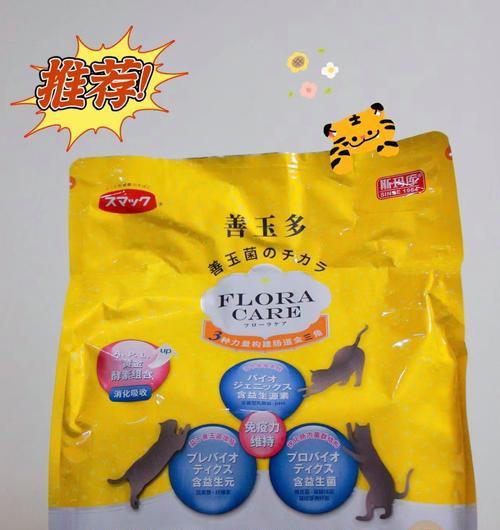 推荐!
スマック
斯玛库
SINCE 1964
善玉多
善玉菌のチカラ
FLORA
CARE
フローラケア
3种力量构建肠道金三角
up
黄金
酵素组合
消化吸收
バイオ
ジェニックス
含益生源素
免疫力
维持
プレバイオ
ティクス
含益生元
プロバイオ
ティクス
含益生菌